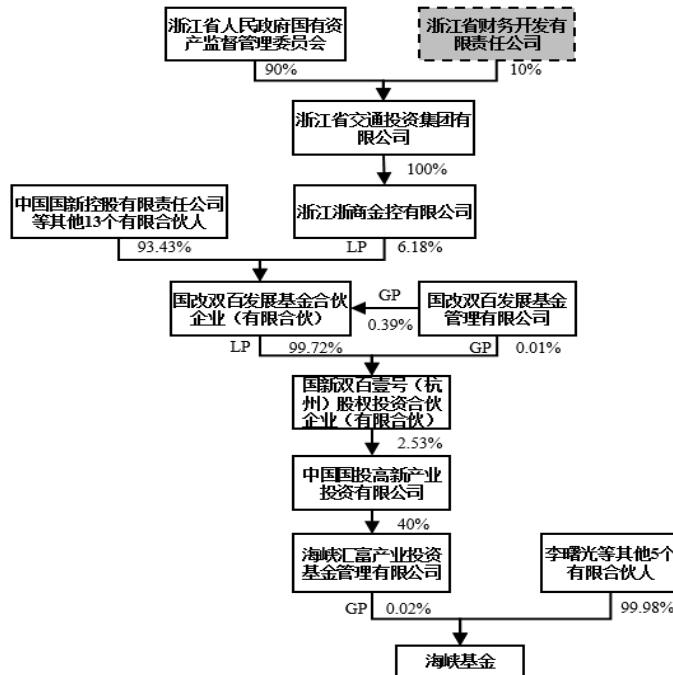 浙江省人民政府国有资
产监督管理委员会
浙江省财务开发有
限责任公司
90%
10%
浙江省交通投资集团有
限公司
100%
中国国新控股有限责任公司
等其他13个有限合伙人
浙江浙商金控有限公司
93.43%
LP
6.18%
国改双百发展基金合伙
企业（有限合伙）
GP
0.39%
国改双百发展基金
管理有限公司
LP
99.72%
GP
0.01%
国新双百壹号（杭
州）股权投资合伙
企业（有限合伙）
2.53%
中国国投高新产业
投资有限公司
40%
海峡汇富产业投资
基金管理有限公司
李曙光等其他5个
有限合伙人
GP
0.02%
99.98%
海峡基金